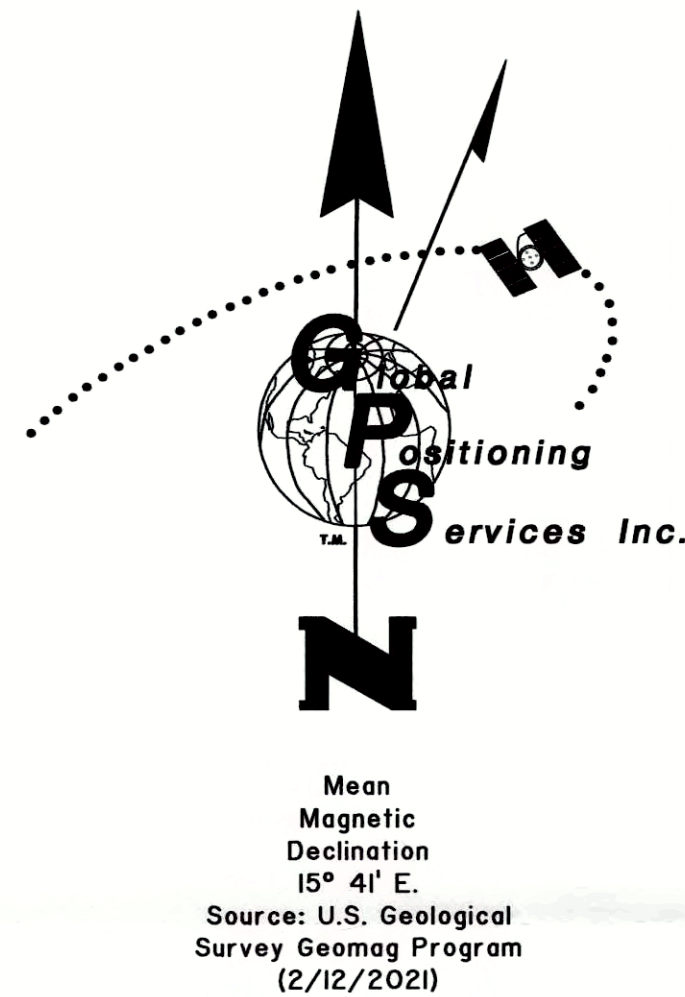 Global
Positioning
Services Inc.
T.M.
N
Mean
Magnetic
Declination
15° 41' E.
Source: U.S. Geological
Survey Geomag Program
(2/12/2021)